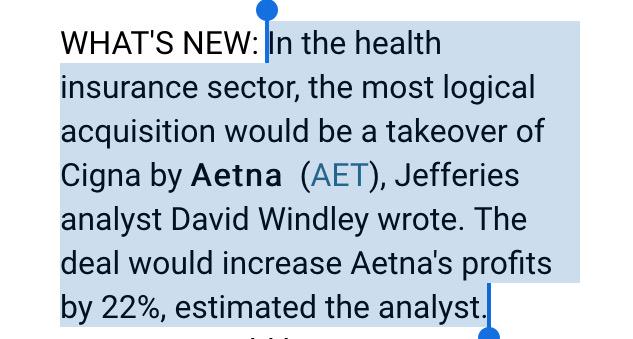 WHAT'S NEW: In the health
insurance sector, the most logical
acquisition would be a takeover of
Cigna by Aetna (AET), Jefferies
analyst David Windley wrote. The
deal would increase Aetna's profits
by 22%, estimated the analyst.